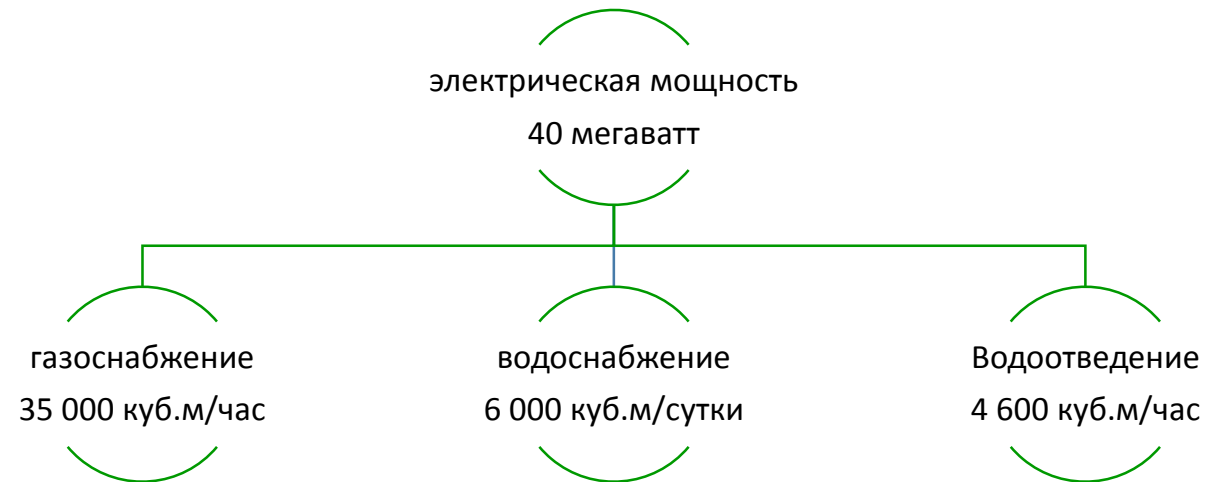 электрическая мощность
40 мегаватт
газоснабжение
35 000 куб.м/час
водоснабжение
6 000 куб.м/сутки
Водоотведение
4 600 куб.м/час